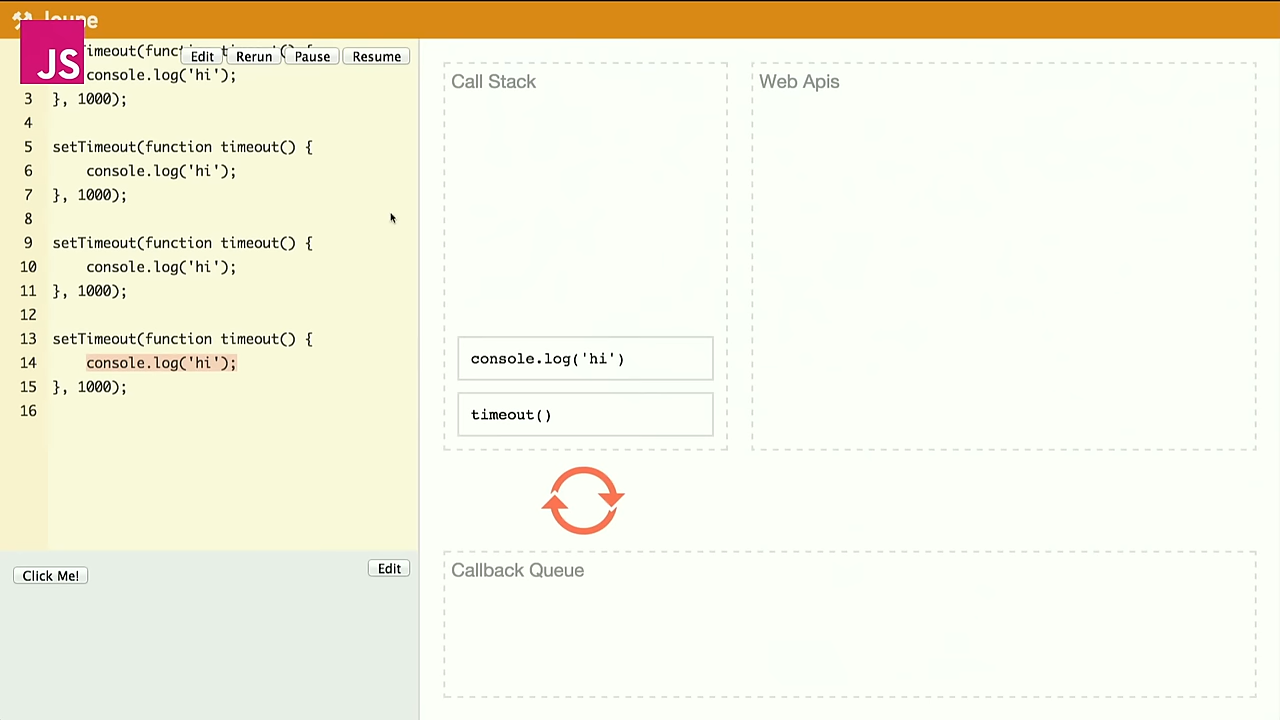 JS
Edit
Rerun
Pause
Resume
console.log('hi');
3 }, 1000);
4
5 setTimeout(function timeout() {
6 console.log('hi');
7 }, 1000);
8
9 setTimeout(function timeout() {
10 console.log('hi');
11 }, 1000);
12
13 setTimeout(function timeout() {
14 console.log('hi');
15 }, 1000);
16
Click Me!
Edit
Call Stack
console.log('hi')
timeout()
Web Apis
Callback Queue